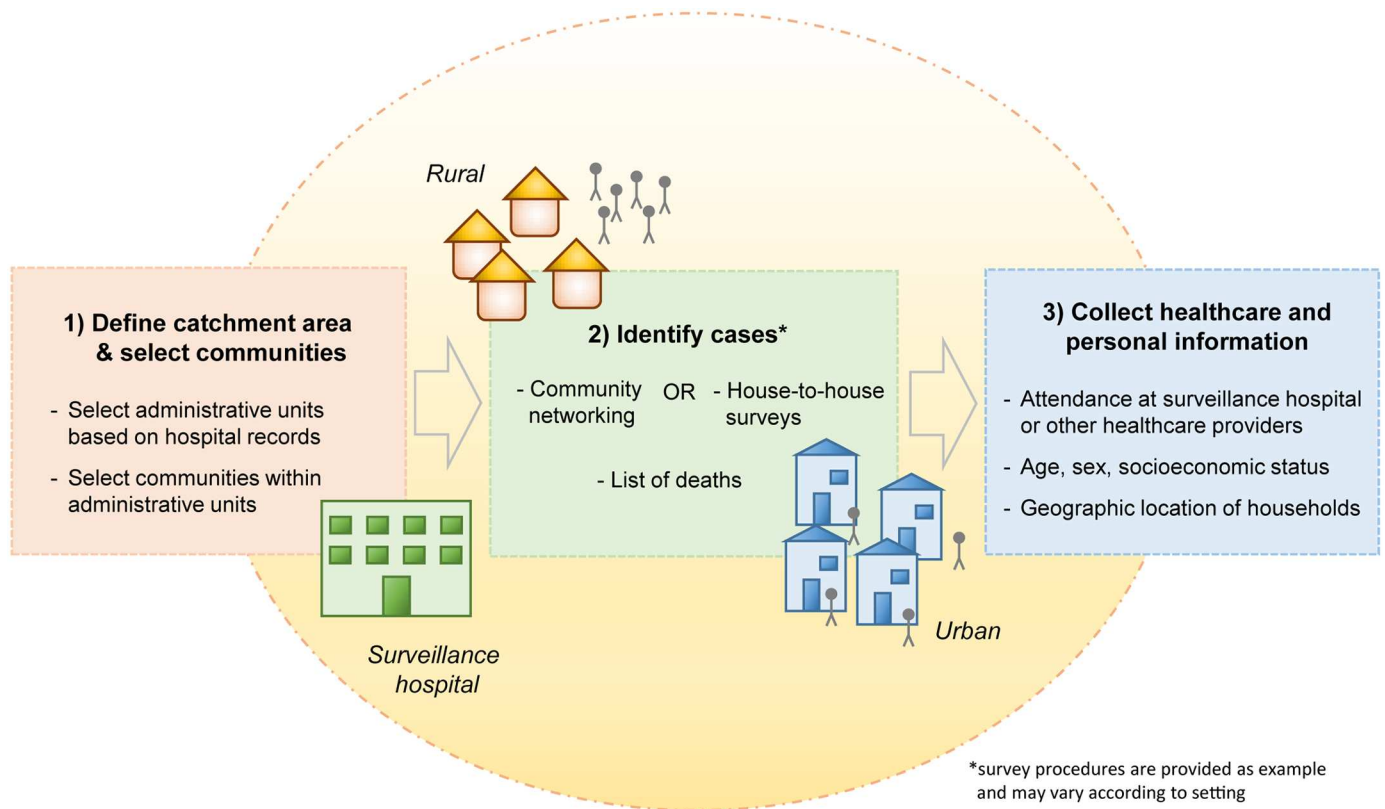 Rural
1) Define catchment area
& select communities
- Select administrative units
based on hospital records
- Select communities within
administrative units
Surveillance
hospital
2) Identify cases*
- Community
networking
OR
- House-to-house
surveys
- List of deaths
Urban
3) Collect healthcare and
personal information
- Attendance at surveillance hospital
or other healthcare providers
- Age, sex, socioeconomic status
- Geographic location of households
*survey procedures are provided as example
and may vary according to setting